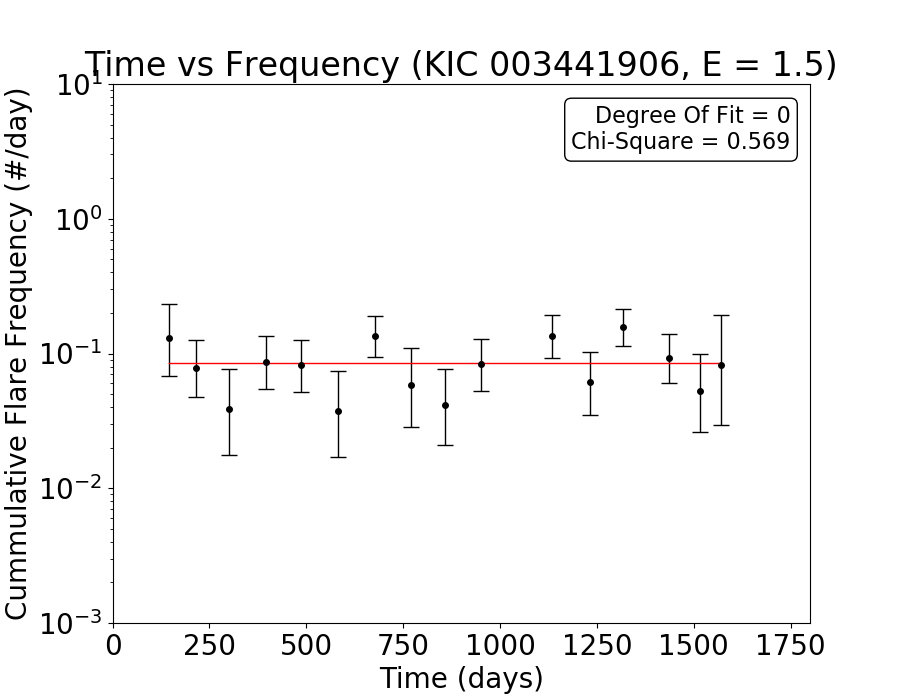 Time vs Frequency (KIC 003441906, E = 1.5)
Degree Of Fit = 0
Chi-Square = 0.569
Cummulative Flare Frequency (#/day)
10¹
10⁰
10⁻¹
10⁻²
10⁻³
0 250 500 750 1000 1250 1500 1750
Time (days)